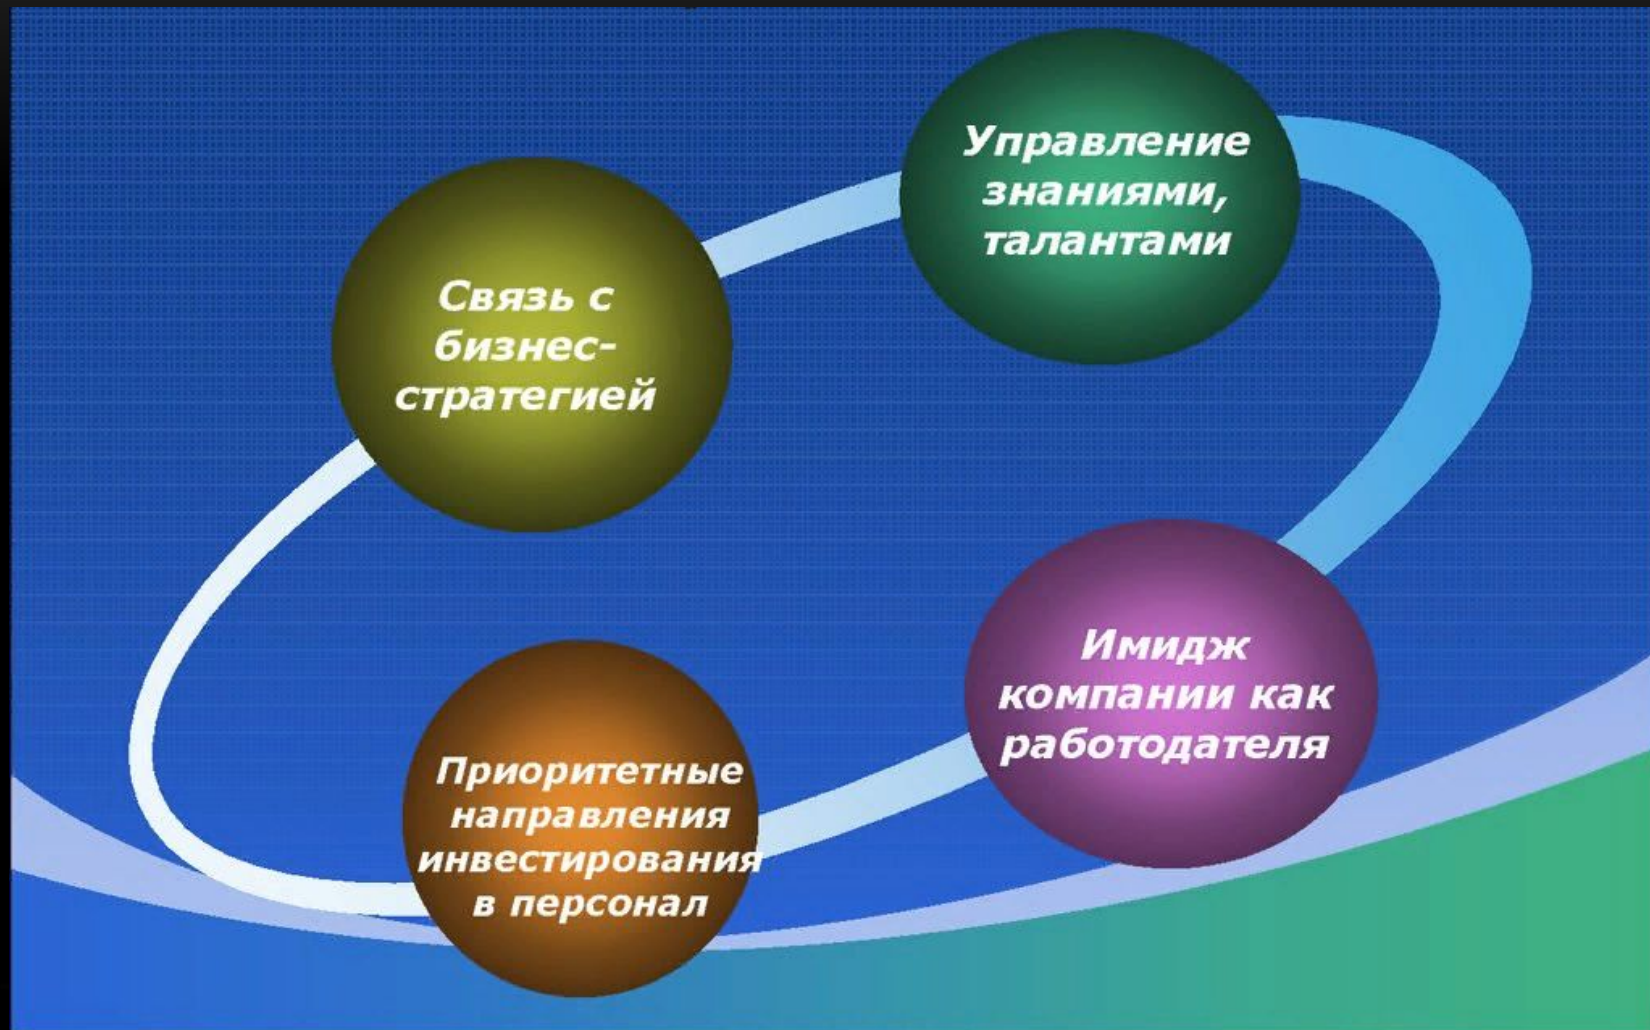 Связь с
бизнес-
стратегией
Управление
знаниями,
талантами
Приоритетные
направления
инвестирования
в персонал
Имидж
компании как
работодателя